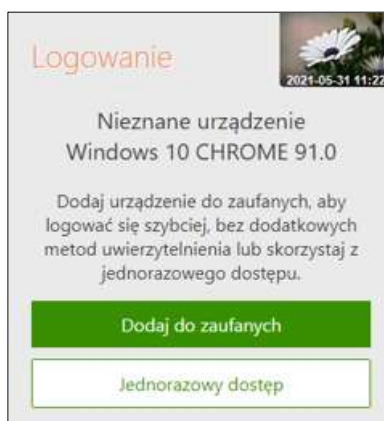 Logowanie
2021-05-31 11:22
Nieznane urządzenie
Windows 10 CHROME 91.0
Dodaj urządzenie do zaufanych, aby
logować się szybciej, bez dodatkowych
metod uwierzytelnienia lub skorzystaj z
jednorazowego dostępu.
Dodaj do zaufanych
Jednorazowy dostęp